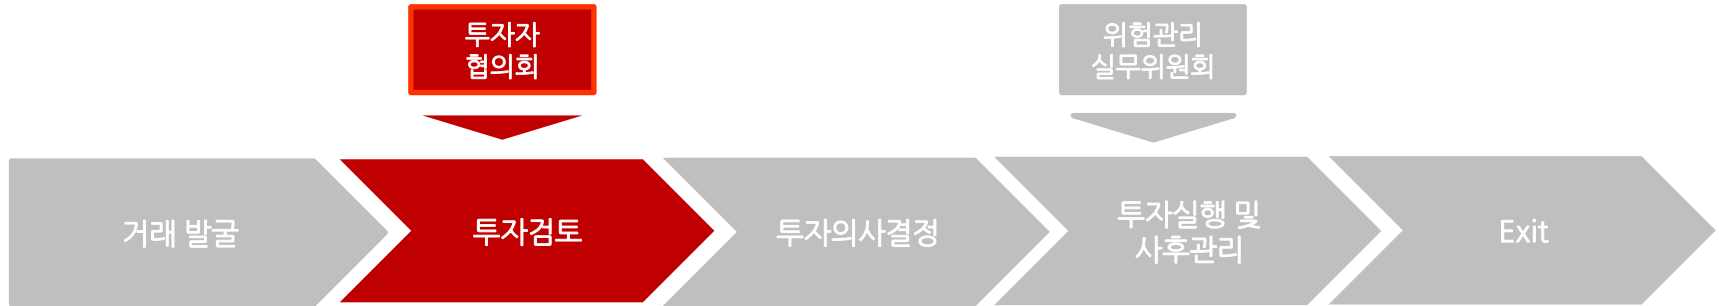 투자자
협의회
위험관리
실무위원회
거래 발굴
투자검토
투자의사결정
투자실행 및
사후관리
Exit